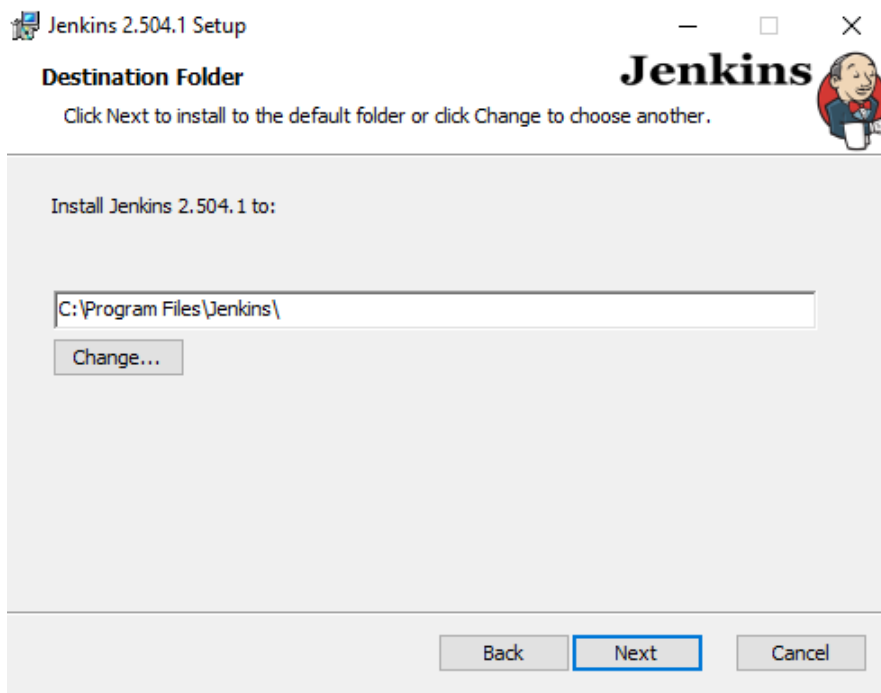 Jenkins 2.504.1 Setup
Destination Folder
Jenkins
Click Next to install to the default folder or click Change to choose another.
Install Jenkins 2.504.1 to:
C:\Program Files\Jenkins\
Change...
Back
Next
Cancel